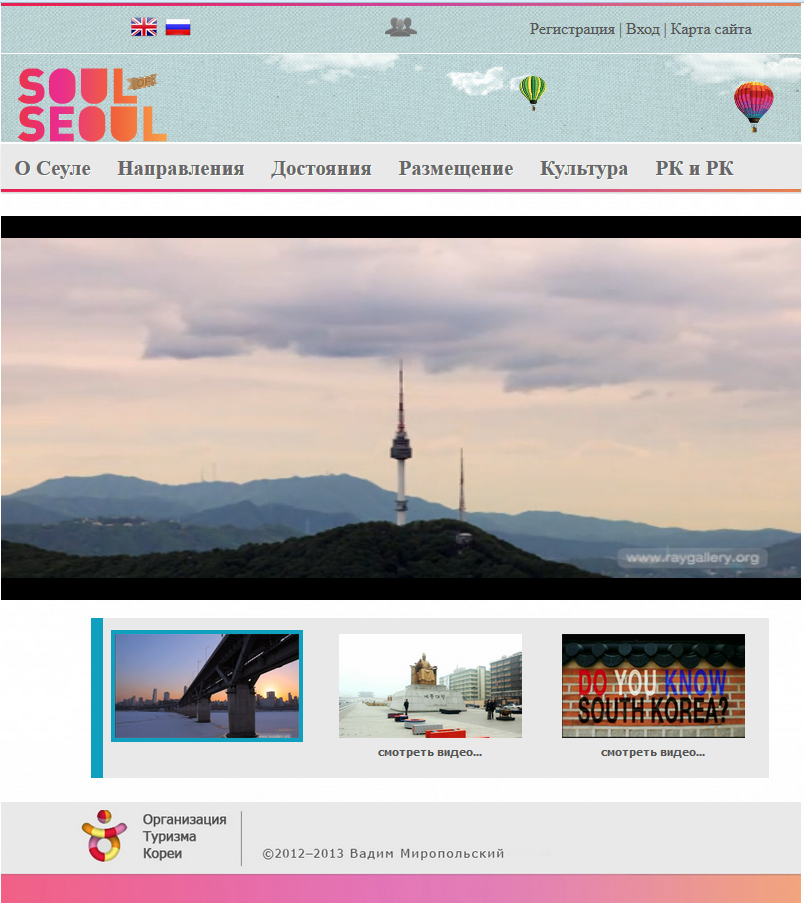 Регистрация | Вход | Карта сайта
SOUL
SEOUL
О Сеуле Направления Достояния Размещение Культура РК и РК
www.raygallery.org
DO YOU KNOW
SOUTH KOREA?
смотреть видео... смотреть видео...
Организация
Туризма
Кореи
©2012–2013 Вадим Миропольский